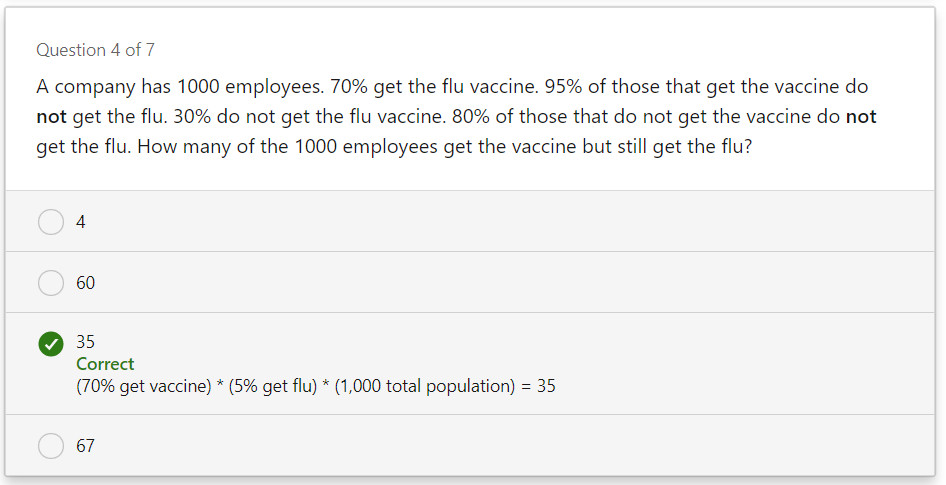 Question 4 of 7
A company has 1000 employees. 70% get the flu vaccine. 95% of those that get the vaccine do
not get the flu. 30% do not get the flu vaccine. 80% of those that do not get the vaccine do not
get the flu. How many of the 1000 employees get the vaccine but still get the flu?
4
60
35
Correct
(70% get vaccine) * (5% get flu) * (1,000 total population) = 35
67